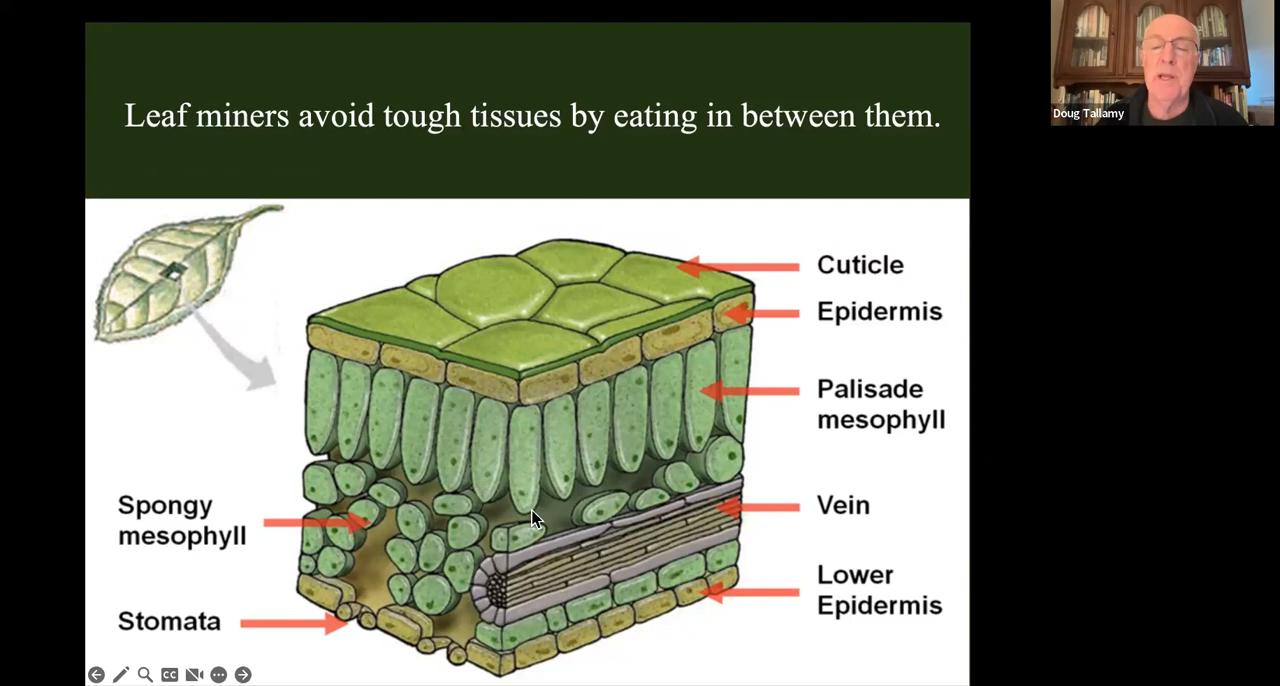 Leaf miners avoid tough tissues by eating in between them.
Doug Tallamy
Cuticle
Epidermis
Palisade
mesophyll
Spongy
mesophyll
Vein
Lower
Epidermis
Stomata
CC